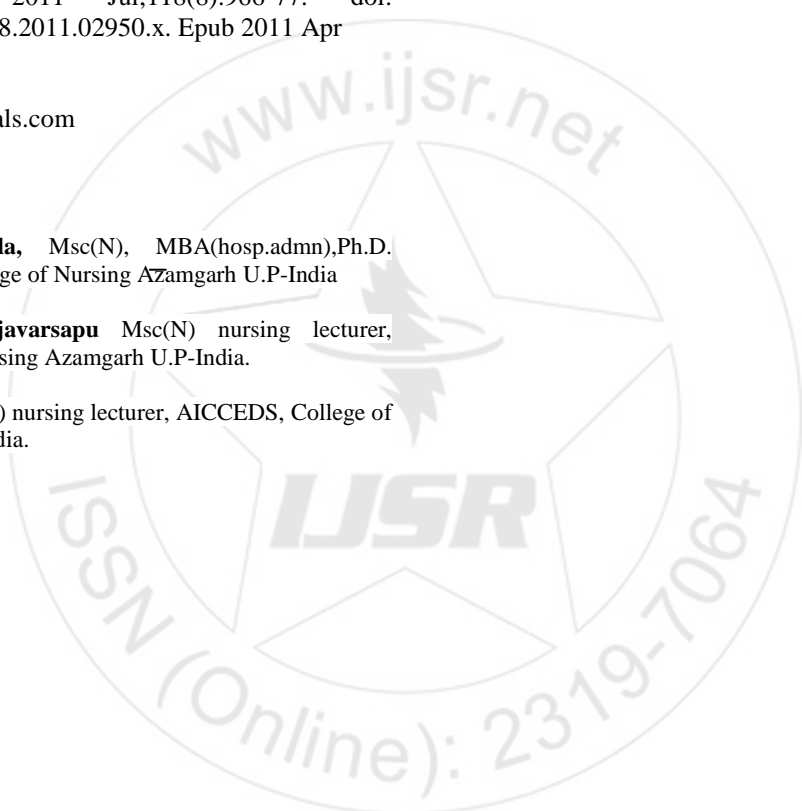 2011 Jul;118(8):968-77. doi:
8.2011.02950.x. Epub 2011 Apr
als.com
la, Msc(N), MBA(hosp.admn),Ph.D.
ge of Nursing Azamgarh U.P-India
javarsapu Msc(N) nursing lecturer,
sing Azamgarh U.P-India.
) nursing lecturer, AICCEDS, College of
dia.
www.ijsr.net
IJSR
ISSN (Online): 2319-7064